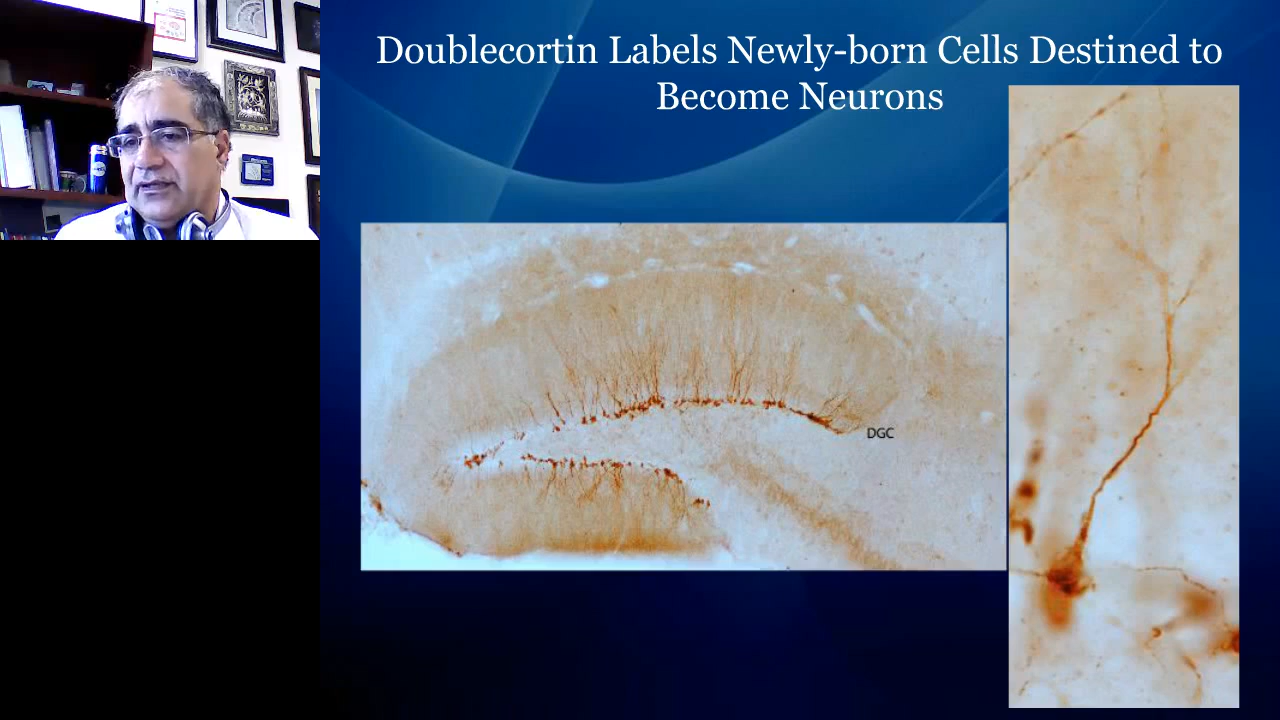 Doublecortin Labels Newly-born Cells Destined to
Become Neurons
DGC